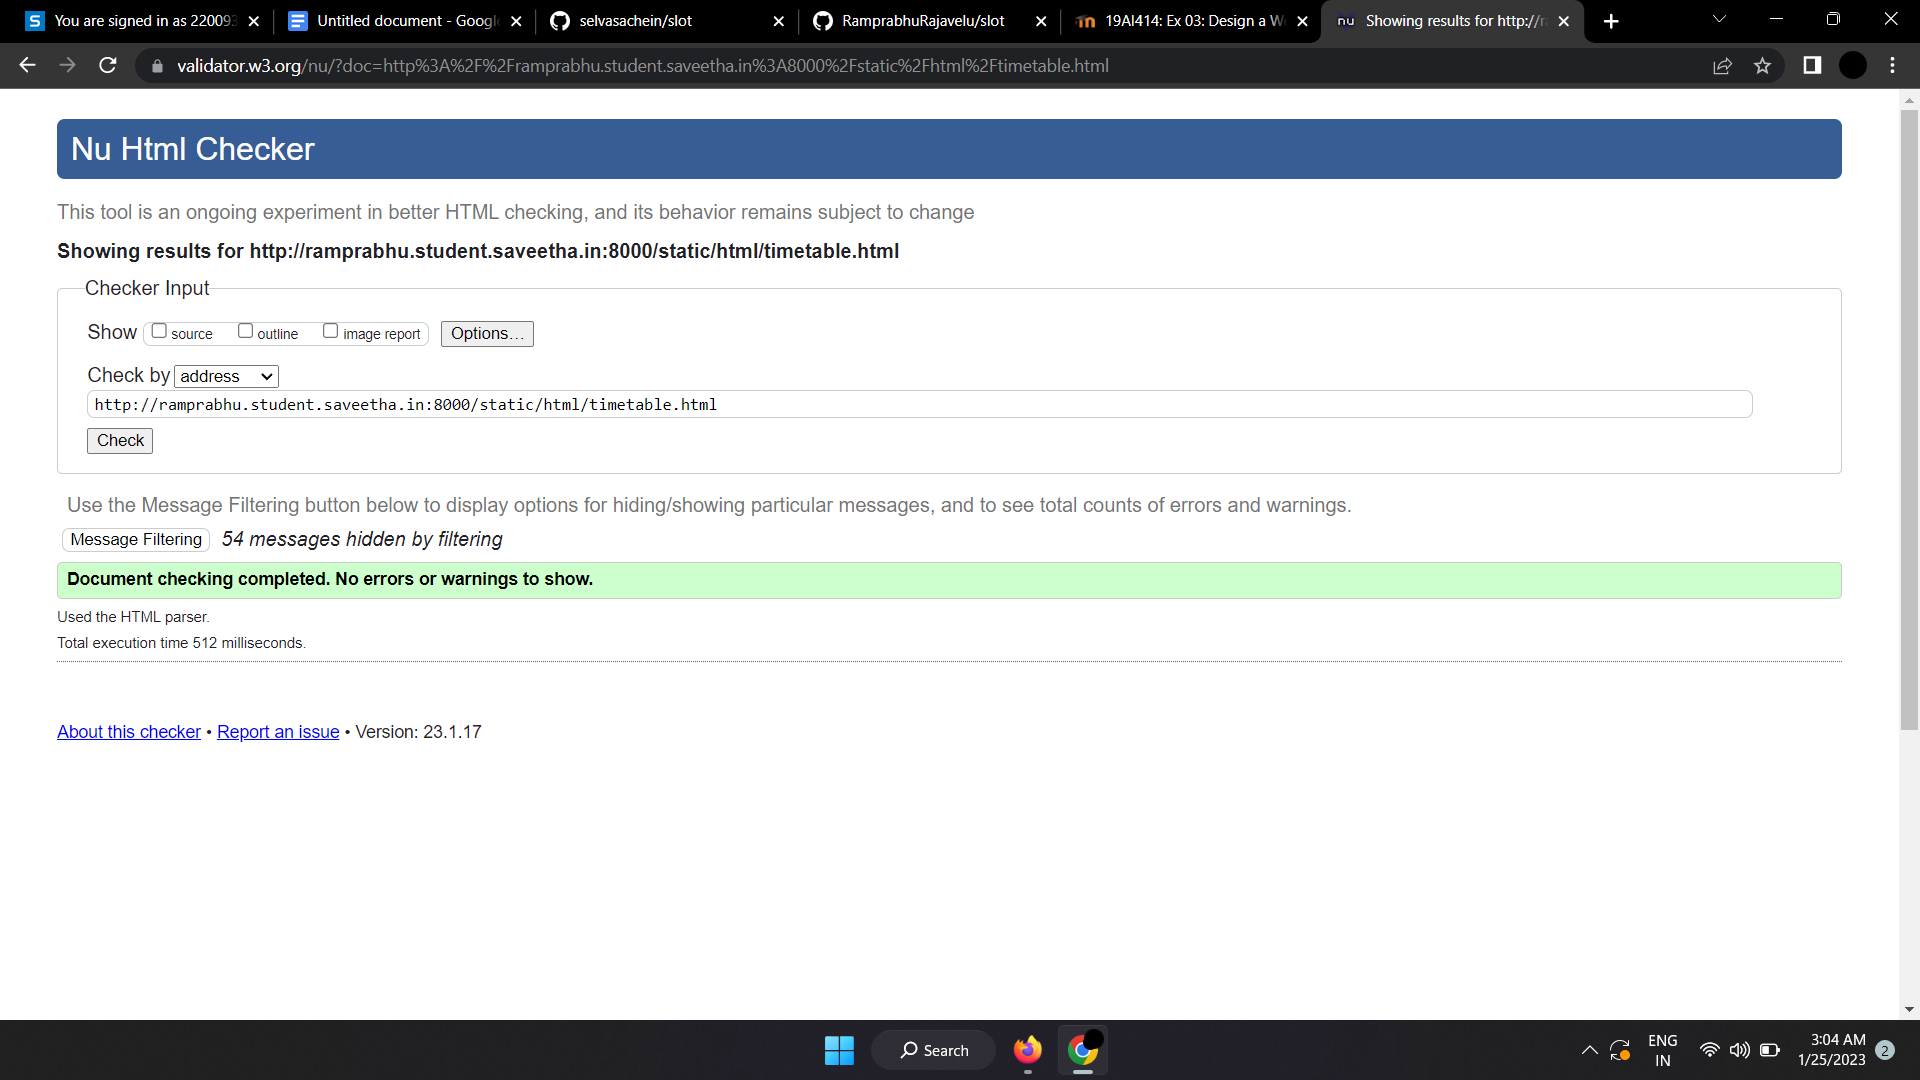 You are signed in as 22009
Untitled document - Googl
selvasachein/slot
RamprabhuRajavelu/slot
19AI414: Ex 03: Design a W
nu Showing results for http://r
validator.w3.org/nu/?doc=http%3A%2F%2Framprabhu.student.saveetha.in%3A8000%2Fstatic%2Fhtml%2Ftimetable.html
Nu Html Checker
This tool is an ongoing experiment in better HTML checking, and its behavior remains subject to change
Showing results for http://ramprabhu.student.saveetha.in:8000/static/html/timetable.html
Checker Input
Show source outline image report Options...
Check by address
http://ramprabhu.student.saveetha.in:8000/static/html/timetable.html
Check
Use the Message Filtering button below to display options for hiding/showing particular messages, and to see total counts of errors and warnings.
Message Filtering 54 messages hidden by filtering
Document checking completed. No errors or warnings to show.
Used the HTML parser.
Total execution time 512 milliseconds.
About this checker • Report an issue • Version: 23.1.17
Search
ENG
IN
3:04 AM
1/25/2023
2